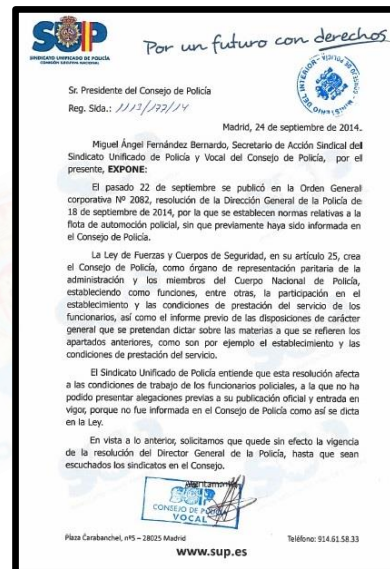 SUP
SINDICATO UNIFICADO DE POLICÍA
COMISIÓN EJECUTIVA NACIONAL
Por un futuro con derechos
Sr. Presidente del Consejo de Policía
Reg. Sida.:
Madrid, 24 de septiembre de 2014.
Miguel Ángel Fernández Bernardo, Secretario de Acción Sindical del
Sindicato Unificado de Policía y Vocal del Consejo de Policía, por el
presente, EXPONE:
El pasado 22 de septiembre se publicó en la Orden General
corporativa Nº 2082, resolución de la Dirección General de la Policía de
18 de septiembre de 2014, por la que se establecen normas relativas a la
flota de automoción policial, sin que previamente haya sido informada en
el Consejo de Policía.
La Ley de Fuerzas y Cuerpos de Seguridad, en su artículo 25, crea
el Consejo de Policía, como órgano de representación paritaria de la
administración y los miembros del Cuerpo Nacional de Policía,
estableciendo como funciones, entre otras, la participación en el
establecimiento y las condiciones de prestación del servicio de los
funcionarios, así como el informe previo de las disposiciones de carácter
general que se pretendan dictar sobre las materias a que se refieren los
apartados anteriores, como son por ejemplo el establecimiento y las
condiciones de prestación del servicio.
El Sindicato Unificado de Policía entiende que esta resolución afecta
a las condiciones de trabajo de los funcionarios policiales, a la que no ha
podido presentar alegaciones previas a su publicación oficial y entrada en
vigor, porque no fue informada en el Consejo de Policía como así se dicta
en la Ley.
En vista a lo anterior, solicitamos que quede sin efecto la vigencia
de la resolución del Director General de la Policía, hasta que sean
escuchados los sindicatos en el Consejo.
SUP
CONSEJO DE POLICÍA
VOCAL
Plaza Carabanchel, nº5 – 28025 Madrid
Teléfono: 914.61.58.33
www.sup.es